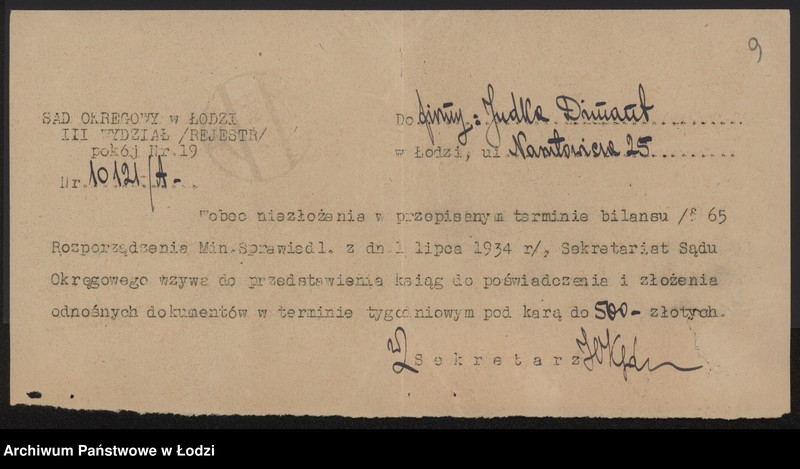 9
SĄD OKRĘGOWY w ŁODZI
III WYDZIAŁ /REJESTR/
pokój Nr.19
Nr. 10121/A-
Do firmy: Judka Dimant
w Łodzi, ul. Narutowicza 25
Wobec niezłożenia w przepisanym terminie bilansu /§ 65
Rozporządzenia Min.Sprawiedl. z dn.1 lipca 1934 r/, Sekretariat Sądu
Okręgowego wzywa do przedstawienia ksiąg do poświadczenia i złożenia
odnośnych dokumentów w terminie tygodniowym pod karą do 500- złotych.
Sekretarz
Archiwum Państwowe w Łodzi